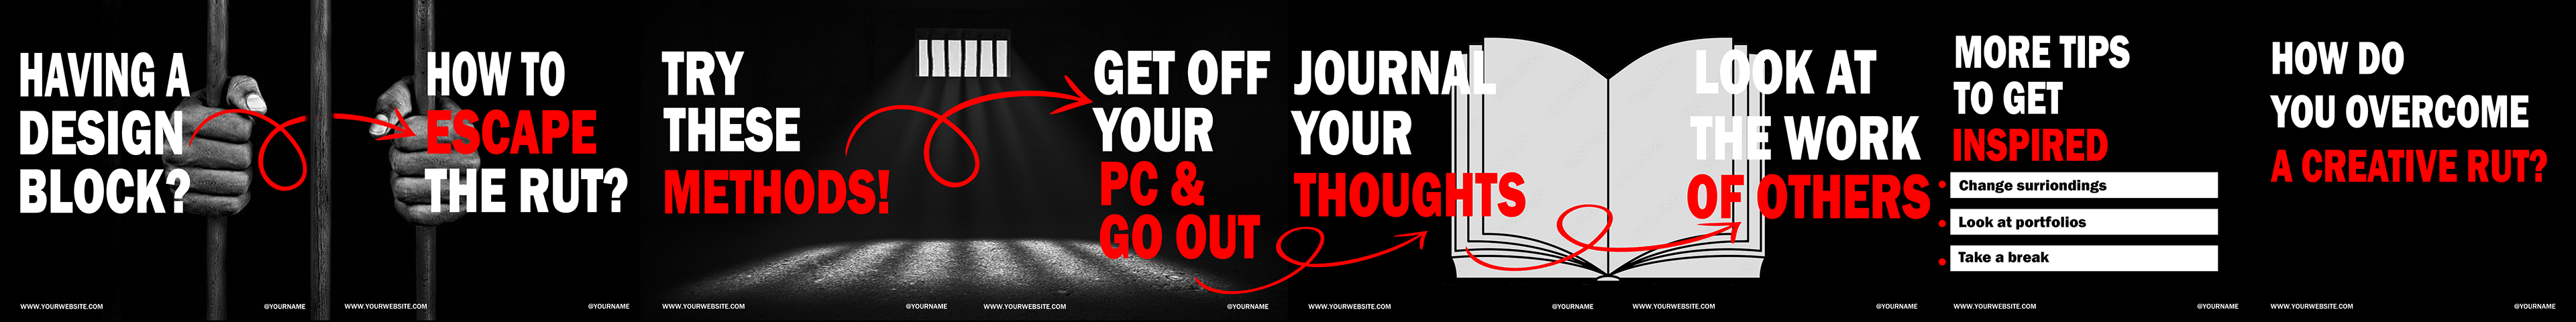 HAVING A
DESIGN
BLOCK?
WWW.YOURWEBSITE.COM
@YOURNAME
HOW TO
ESCAPE
THE RUT?
WWW.YOURWEBSITE.COM
@YOURNAME
TRY
THESE
METHODS!
WWW.YOURWEBSITE.COM
@YOURNAME
GET OFF
YOUR
PC &
GO OUT
WWW.YOURWEBSITE.COM
@YOURNAME
JOURNAL
YOUR
THOUGHTS
WWW.YOURWEBSITE.COM
@YOURNAME
LOOK AT
THE WORK
OF OTHERS
WWW.YOURWEBSITE.COM
@YOURNAME
MORE TIPS
TO GET
INSPIRED
Change surriondings
Look at portfolios
Take a break
WWW.YOURWEBSITE.COM
@YOURNAME
HOW DO
YOU OVERCOME
A CREATIVE RUT?
WWW.YOURWEBSITE.COM
@YOURNAME